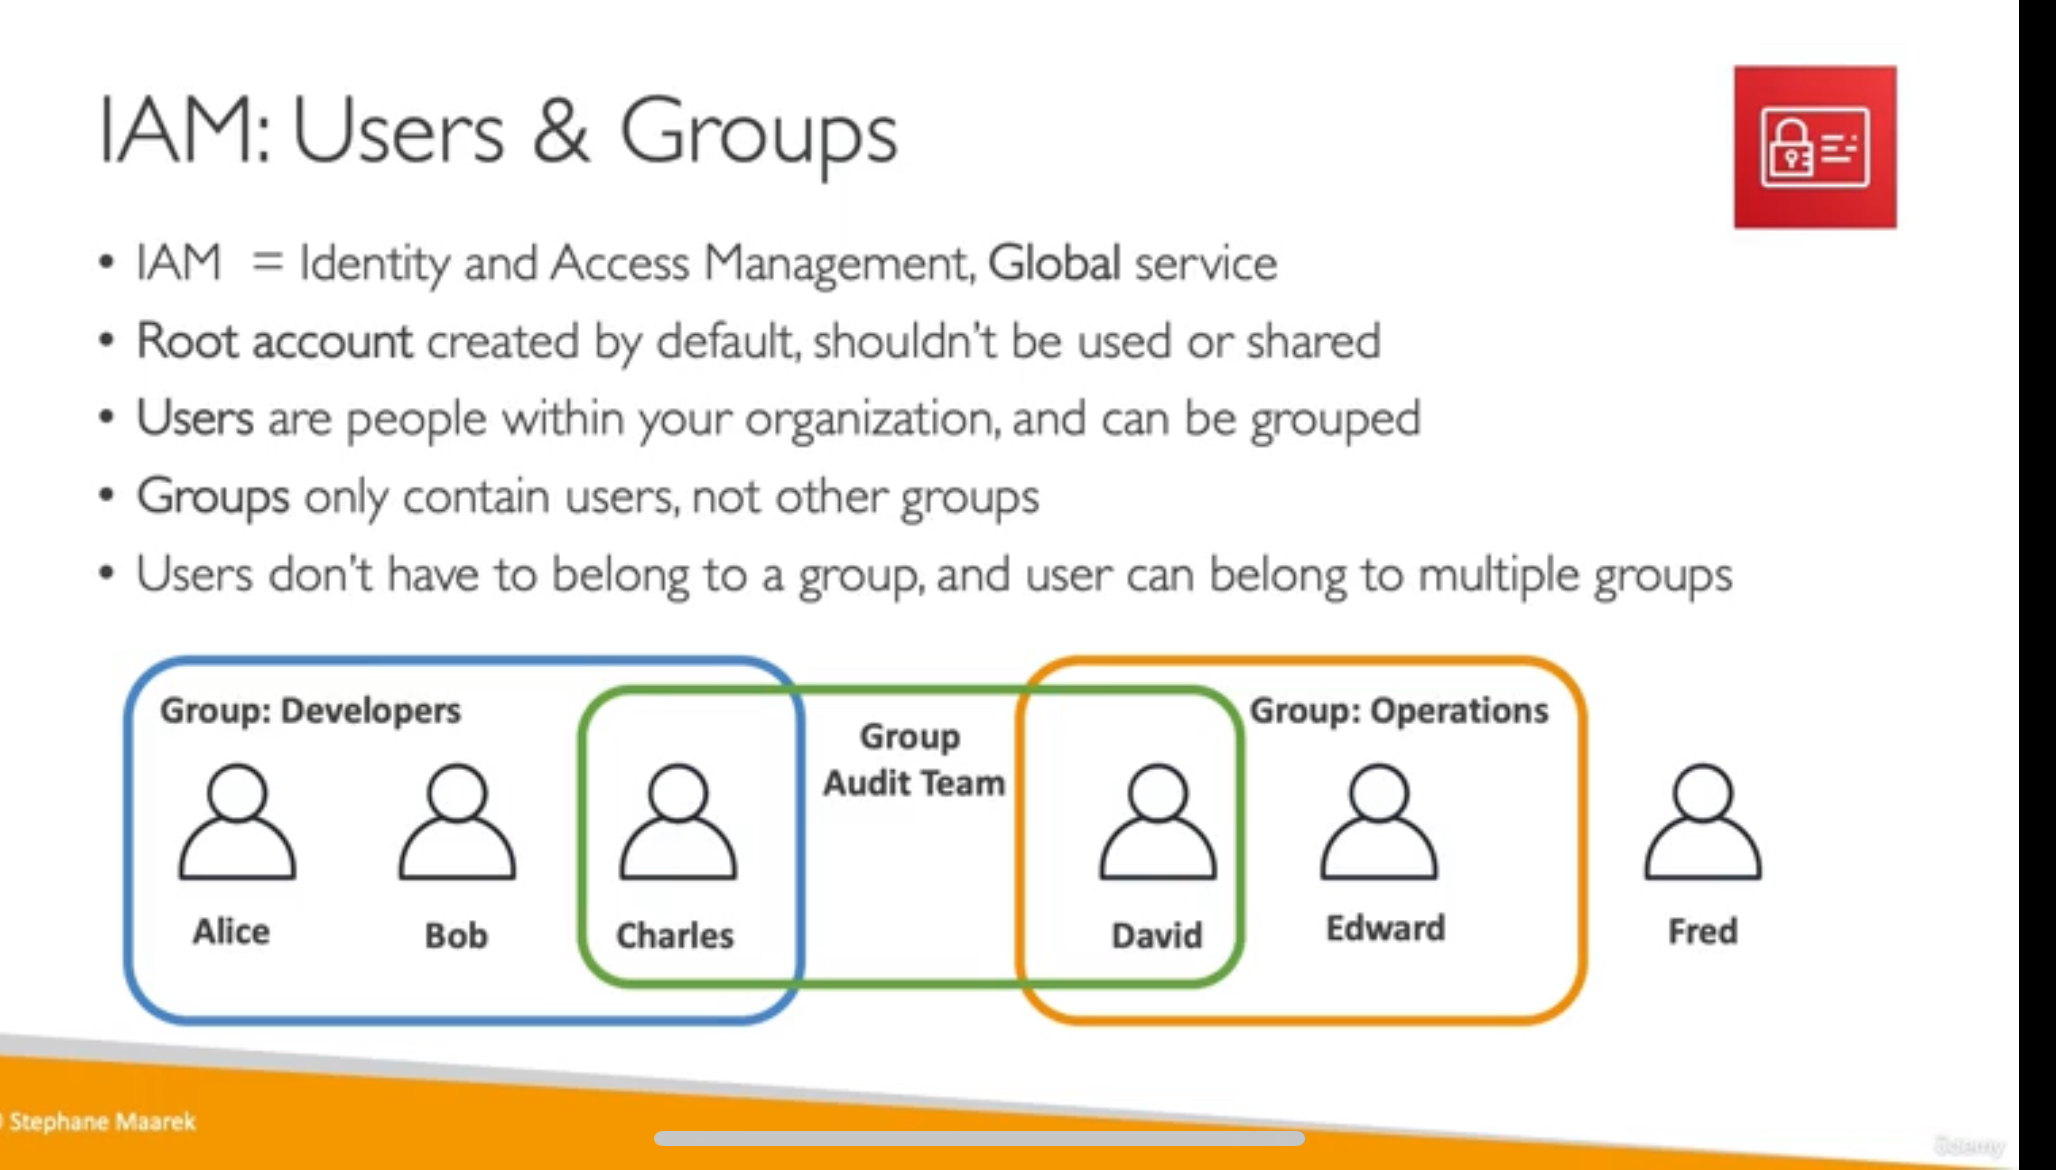 IAM: Users & Groups
• IAM = Identity and Access Management, Global service
• Root account created by default, shouldn't be used or shared
• Users are people within your organization, and can be grouped
• Groups only contain users, not other groups
• Users don't have to belong to a group, and user can belong to multiple groups
Group: Developers
Group
Audit Team
Group: Operations
Alice
Bob
Charles
David
Edward
Fred
© Stephane Maarek
ûdemy